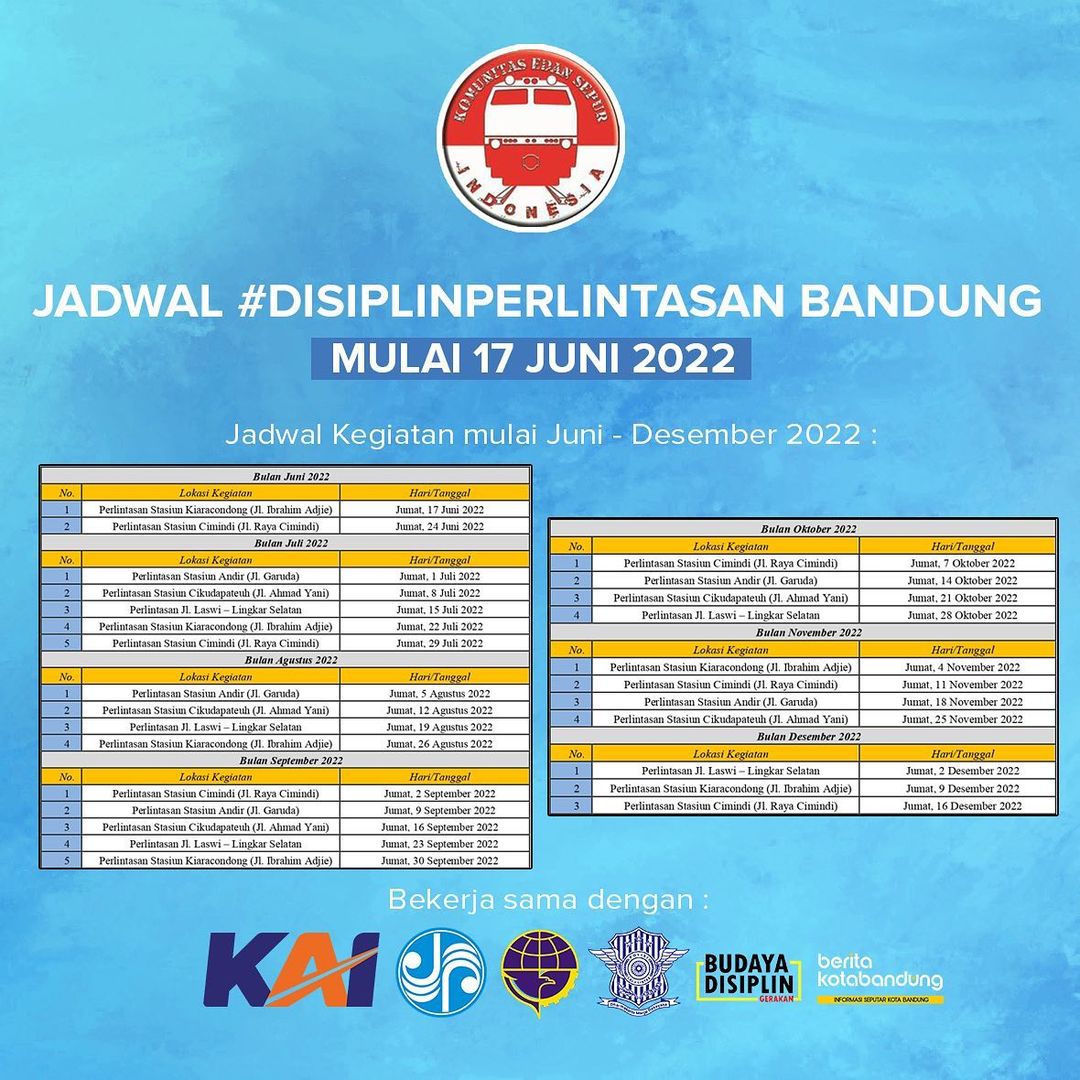 KOMUNITAS EDAN SEPUR
INDONESIA
JADWAL #DISIPLINPERLINTASAN BANDUNG
MULAI 17 JUNI 2022
Jadwal Kegiatan mulai Juni - Desember 2022 :
Bulan Juni 2022
No. Lokasi Kegiatan Hari/Tanggal
1 Perlintasan Stasiun Kiaracondong (Jl. Ibrahim Adjie) Jumat, 17 Juni 2022
2 Perlintasan Stasiun Cimindi (Jl. Raya Cimindi) Jumat, 24 Juni 2022
Bulan Juli 2022
No. Lokasi Kegiatan Hari/Tanggal
1 Perlintasan Stasiun Andir (Jl. Garuda) Jumat, 1 Juli 2022
2 Perlintasan Stasiun Cikudapateuh (Jl. Ahmad Yani) Jumat, 8 Juli 2022
3 Perlintasan Jl. Laswi – Lingkar Selatan Jumat, 15 Juli 2022
4 Perlintasan Stasiun Kiaracondong (Jl. Ibrahim Adjie) Jumat, 22 Juli 2022
5 Perlintasan Stasiun Cimindi (Jl. Raya Cimindi) Jumat, 29 Juli 2022
Bulan Agustus 2022
No. Lokasi Kegiatan Hari/Tanggal
1 Perlintasan Stasiun Andir (Jl. Garuda) Jumat, 5 Agustus 2022
2 Perlintasan Stasiun Cikudapateuh (Jl. Ahmad Yani) Jumat, 12 Agustus 2022
3 Perlintasan Jl. Laswi – Lingkar Selatan Jumat, 19 Agustus 2022
4 Perlintasan Stasiun Kiaracondong (Jl. Ibrahim Adjie) Jumat, 26 Agustus 2022
Bulan September 2022
No. Lokasi Kegiatan Hari/Tanggal
1 Perlintasan Stasiun Cimindi (Jl. Raya Cimindi) Jumat, 2 September 2022
2 Perlintasan Stasiun Andir (Jl. Garuda) Jumat, 9 September 2022
3 Perlintasan Stasiun Cikudapateuh (Jl. Ahmad Yani) Jumat, 16 September 2022
4 Perlintasan Jl. Laswi – Lingkar Selatan Jumat, 23 September 2022
5 Perlintasan Stasiun Kiaracondong (Jl. Ibrahim Adjie) Jumat, 30 September 2022
Bulan Oktober 2022
No. Lokasi Kegiatan Hari/Tanggal
1 Perlintasan Stasiun Cimindi (Jl. Raya Cimindi) Jumat, 7 Oktober 2022
2 Perlintasan Stasiun Andir (Jl. Garuda) Jumat, 14 Oktober 2022
3 Perlintasan Stasiun Cikudapateuh (Jl. Ahmad Yani) Jumat, 21 Oktober 2022
4 Perlintasan Jl. Laswi – Lingkar Selatan Jumat, 28 Oktober 2022
Bulan November 2022
No. Lokasi Kegiatan Hari/Tanggal
1 Perlintasan Stasiun Kiaracondong (Jl. Ibrahim Adjie) Jumat, 4 November 2022
2 Perlintasan Stasiun Cimindi (Jl. Raya Cimindi) Jumat, 11 November 2022
3 Perlintasan Stasiun Andir (Jl. Garuda) Jumat, 18 November 2022
4 Perlintasan Stasiun Cikudapateuh (Jl. Ahmad Yani) Jumat, 25 November 2022
Bulan Desember 2022
No. Lokasi Kegiatan Hari/Tanggal
1 Perlintasan Jl. Laswi – Lingkar Selatan Jumat, 2 Desember 2022
2 Perlintasan Stasiun Kiaracondong (Jl. Ibrahim Adjie) Jumat, 9 Desember 2022
3 Perlintasan Stasiun Cimindi (Jl. Raya Cimindi) Jumat, 16 Desember 2022
Bekerja sama dengan :
KAI
BUDAYA
DISIPLIN
GERAKAN
berita
kotabandung
INFORMASI SEPUTAR KOTA BANDUNG